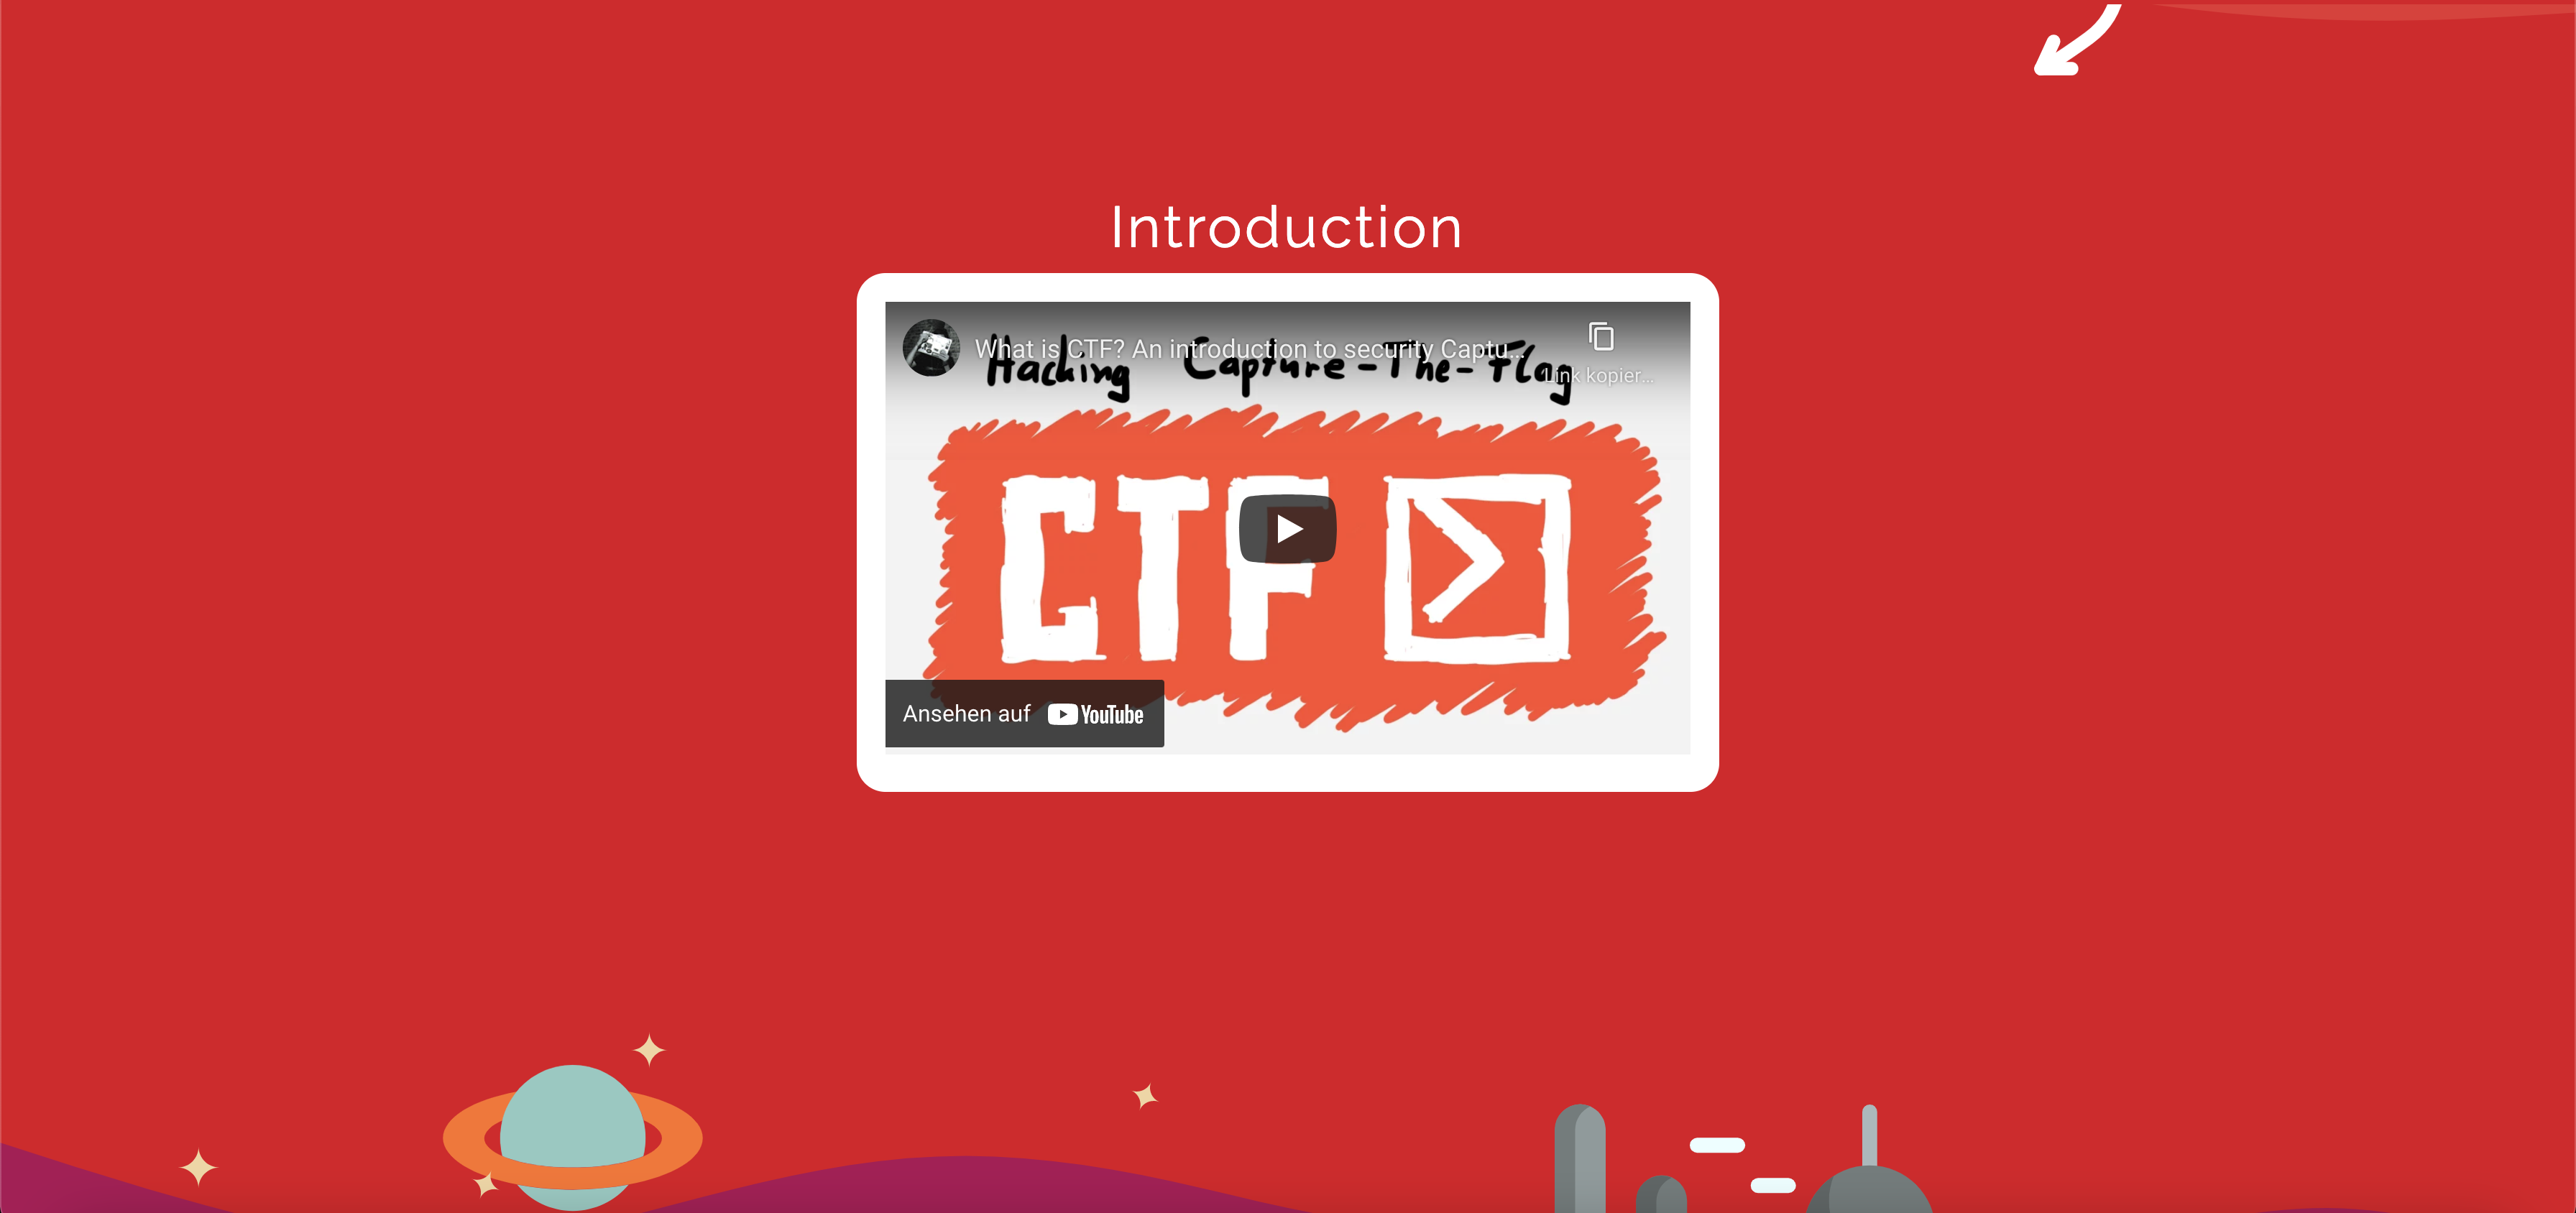 Introduction
What is CTF? An introduction to security Captu...
Link kopier...
Hacking Capture-The-Flag
CTF
Ansehen auf YouTube